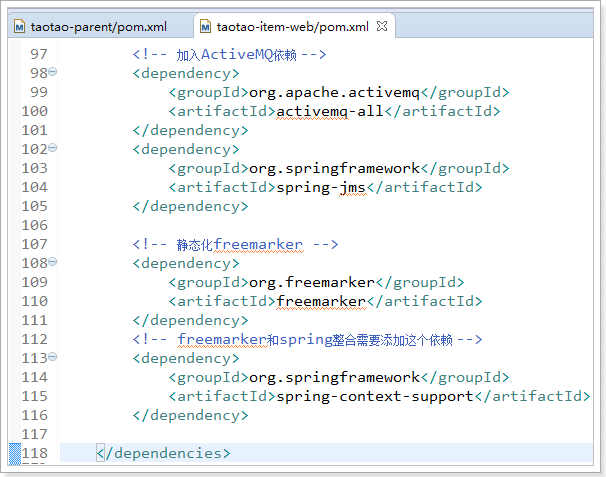 taotao-parent/pom.xml taotao-item-web/pom.xml
97 <!-- 加入ActiveMQ依赖 -->
98 <dependency>
99 <groupId>org.apache.activemq</groupId>
100 <artifactId>activemq-all</artifactId>
101 </dependency>
102 <dependency>
103 <groupId>org.springframework</groupId>
104 <artifactId>spring-jms</artifactId>
105 </dependency>
106
107 <!-- 静态化freemarker -->
108 <dependency>
109 <groupId>org.freemarker</groupId>
110 <artifactId>freemarker</artifactId>
111 </dependency>
112 <!-- freemarker和spring整合需要添加这个依赖 -->
113 <dependency>
114 <groupId>org.springframework</groupId>
115 <artifactId>spring-context-support</artifactId>
116 </dependency>
117
118 </dependencies>